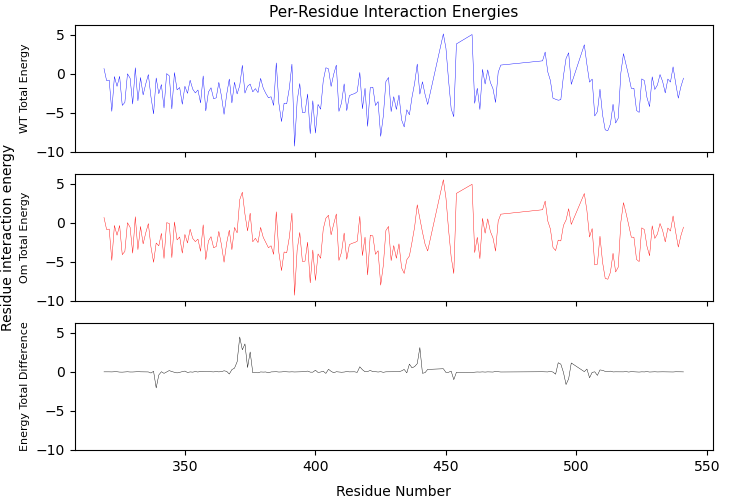 Per-Residue Interaction Energies
Residue interaction energy
WT Total Energy
5
0
−5
−10
Om Total Energy
5
0
−5
−10
Energy Total Difference
5
0
−5
−10
350 400 450 500 550
Residue Number